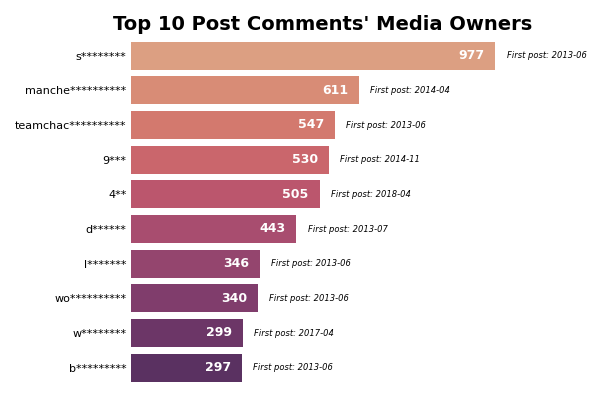 Top 10 Post Comments' Media Owners
s******** 977 First post: 2013-06
manche********** 611 First post: 2014-04
teamchac********** 547 First post: 2013-06
9*** 530 First post: 2014-11
4** 505 First post: 2018-04
d****** 443 First post: 2013-07
l******* 346 First post: 2013-06
wo********** 340 First post: 2013-06
w******** 299 First post: 2017-04
b********* 297 First post: 2013-06